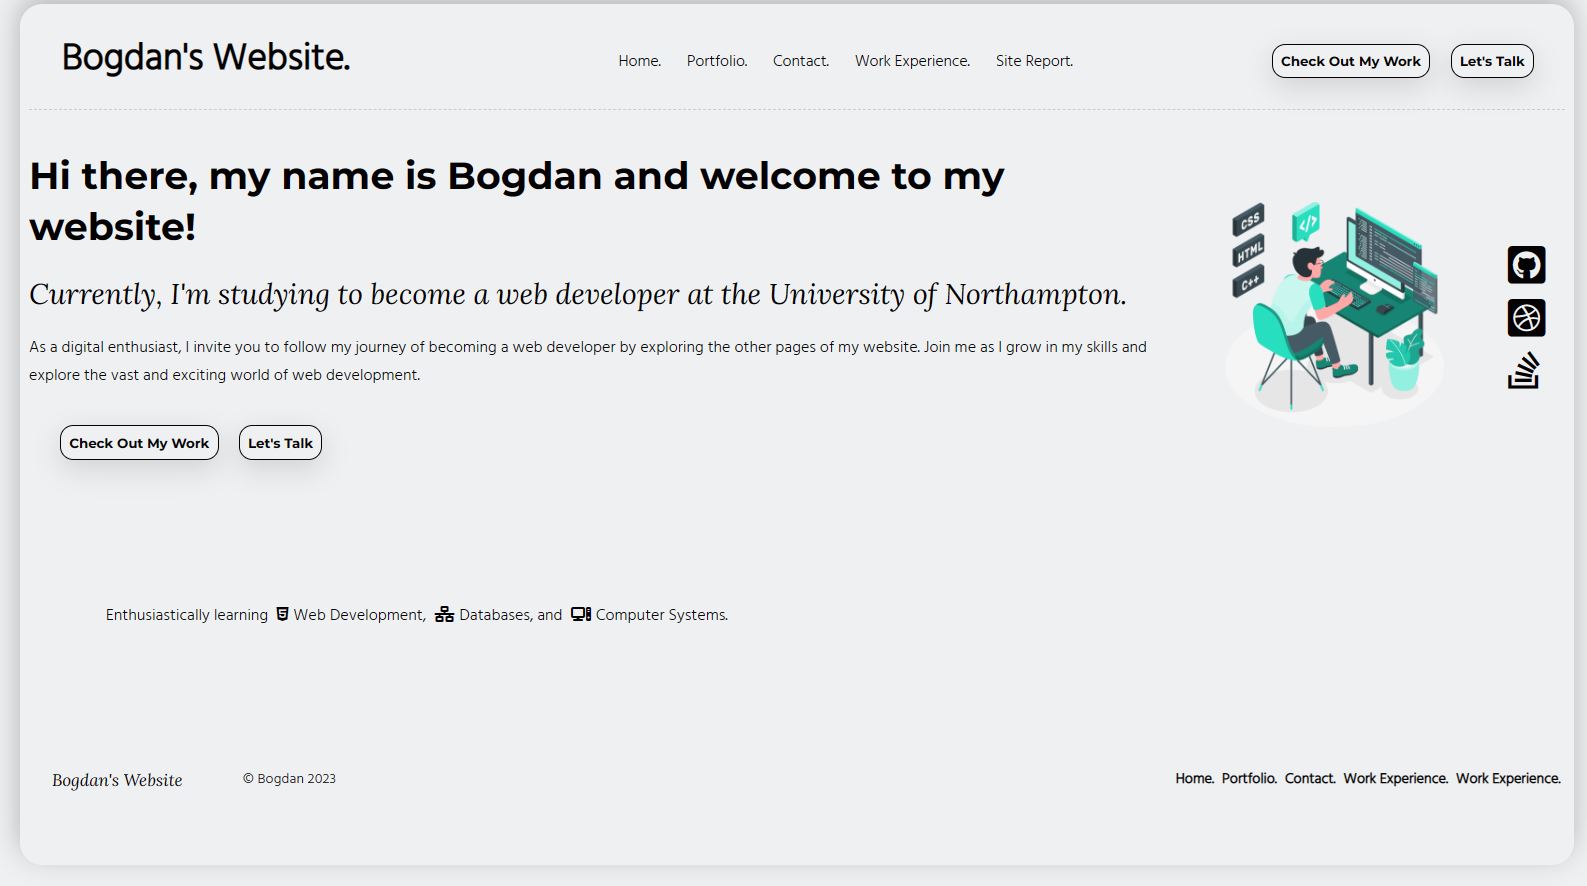 Bogdan's Website.
Home. Portfolio. Contact. Work Experience. Site Report.
Check Out My Work Let's Talk
Hi there, my name is Bogdan and welcome to my
website!
Currently, I'm studying to become a web developer at the University of Northampton.
As a digital enthusiast, I invite you to follow my journey of becoming a web developer by exploring the other pages of my website. Join me as I grow in my skills and
explore the vast and exciting world of web development.
Check Out My Work Let's Talk
CSS
</>
HTML
C++
Enthusiastically learning Web Development, Databases, and Computer Systems.
Bogdan's Website © Bogdan 2023 Home. Portfolio. Contact. Work Experience. Work Experience.